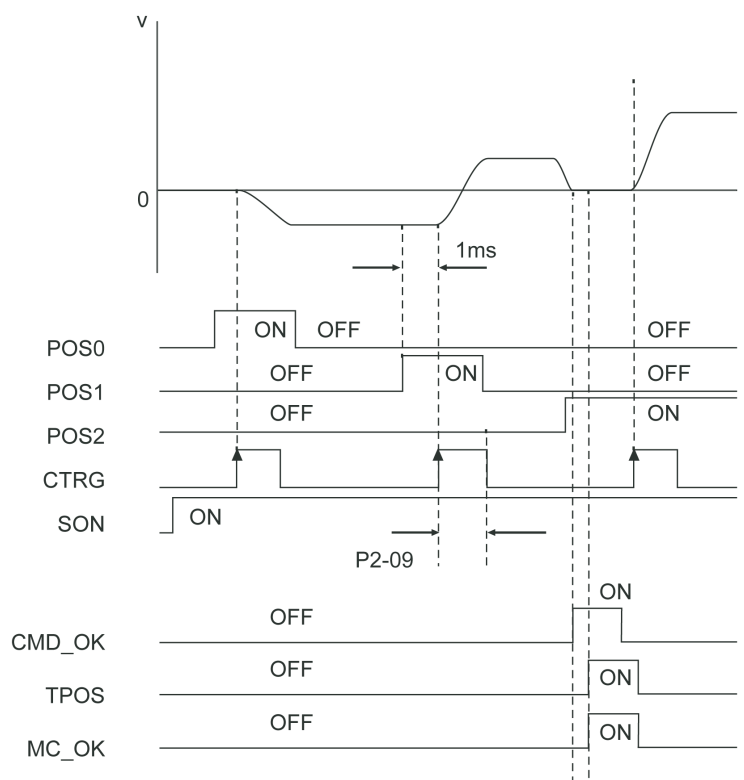 v
0
1ms
POS0 ON OFF OFF
POS1 OFF ON OFF
POS2 OFF ON
CTRG
SON ON
P2-09
CMD_OK OFF ON
TPOS OFF ON
MC_OK OFF ON